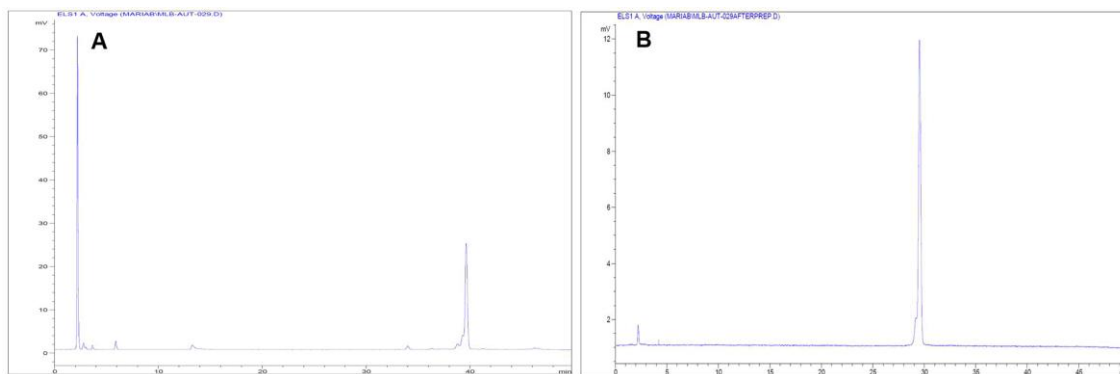 ELS1 A, Voltage (MARIAB\MLB-AUT-029.D)
mV
A
70
60
50
40
30
20
10
0
0 10 20 30 40 min
ELS1 A, Voltage (MARIAB\MLB-AUT-029AFTERPREP.D)
mV
B
12
10
8
6
4
2
0 5 10 15 20 25 30 35 40 45